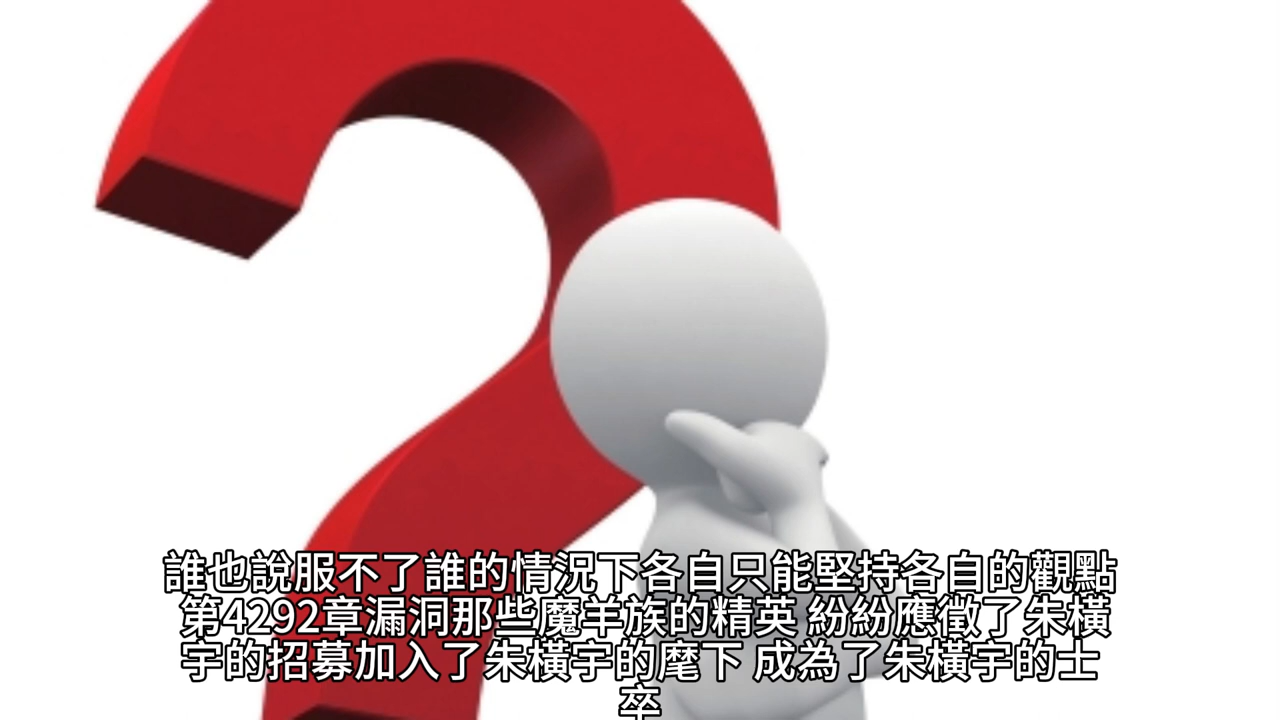 誰也說服不了誰的情況下各自只能堅持各自的觀點
第4292章漏洞那些魔羊族的精英 紛紛應徵了朱橫
宇的招募加入了朱橫宇的麾下 成為了朱橫宇的士
卒